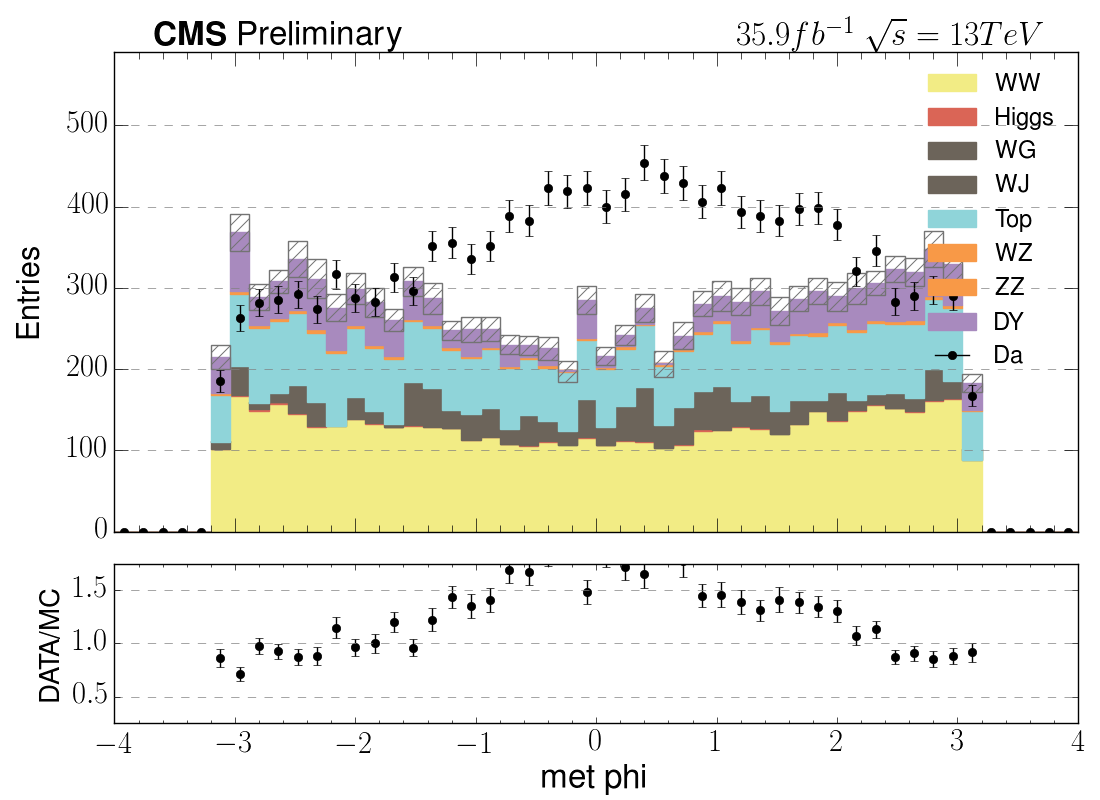 CMS Preliminary
35.9fb⁻¹ √s = 13TeV
Entries
500
400
300
200
100
0
WW
Higgs
WG
WJ
Top
WZ
ZZ
DY
Da
DATA/MC
1.5
1.0
0.5
−4 −3 −2 −1 0 1 2 3 4
met phi